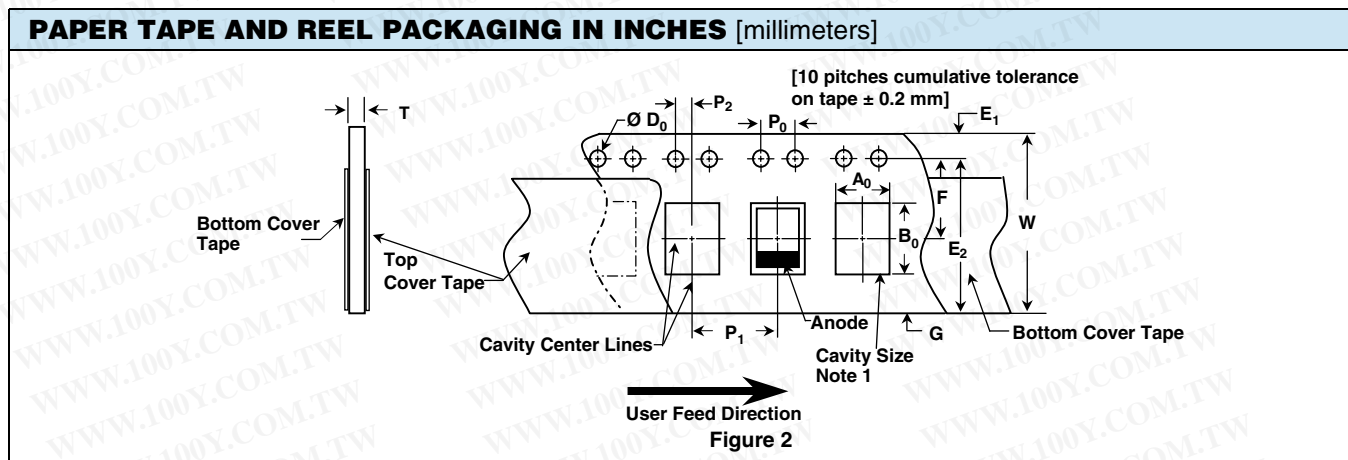 PAPER TAPE AND REEL PACKAGING IN INCHES [millimeters]
[10 pitches cumulative tolerance
on tape ± 0.2 mm]
T
P2
Ø D0
P0
E1
A0
F
W
Bottom Cover
Tape
B0
E2
Top
Cover Tape
Anode
G
Bottom Cover Tape
Cavity Center Lines
P1
Cavity Size
Note 1
User Feed Direction
Figure 2
WWW.100Y.COM.TW